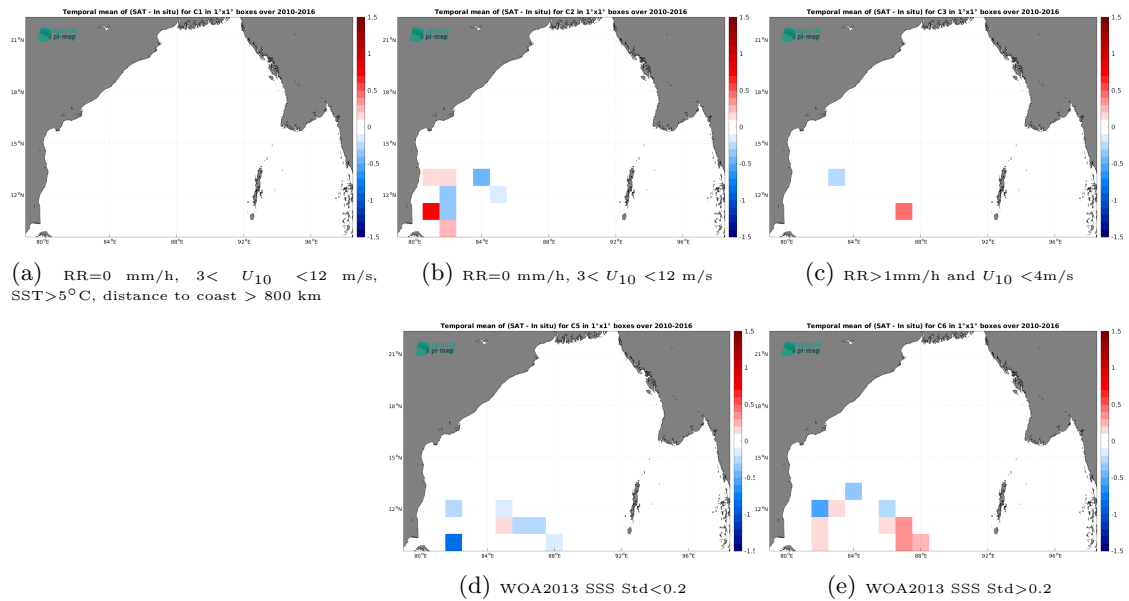 Temporal mean of (SAT - In situ) for C1 in 1°x1° boxes over 2010-2016
pi-mep
21°N
18°N
15°N
12°N
80°E 84°E 88°E 92°E 96°E
1.5
1
0.5
0
-0.5
-1
-1.5
(a) RR=0 mm/h, 3< U10 <12 m/s,
SST>5°C, distance to coast > 800 km
Temporal mean of (SAT - In situ) for C2 in 1°x1° boxes over 2010-2016
pi-mep
21°N
18°N
15°N
12°N
80°E 84°E 88°E 92°E 96°E
1.5
1
0.5
0
-0.5
-1
-1.5
(b) RR=0 mm/h, 3< U10 <12 m/s
Temporal mean of (SAT - In situ) for C3 in 1°x1° boxes over 2010-2016
pi-mep
21°N
18°N
15°N
12°N
80°E 84°E 88°E 92°E 96°E
1.5
1
0.5
0
-0.5
-1
-1.5
(c) RR>1mm/h and U10 <4m/s
Temporal mean of (SAT - In situ) for C5 in 1°x1° boxes over 2010-2016
pi-mep
21°N
18°N
15°N
12°N
80°E 84°E 88°E 92°E 96°E
1.5
1
0.5
0
-0.5
-1
-1.5
(d) WOA2013 SSS Std<0.2
Temporal mean of (SAT - In situ) for C6 in 1°x1° boxes over 2010-2016
pi-mep
21°N
18°N
15°N
12°N
80°E 84°E 88°E 92°E 96°E
1.5
1
0.5
0
-0.5
-1
-1.5
(e) WOA2013 SSS Std>0.2